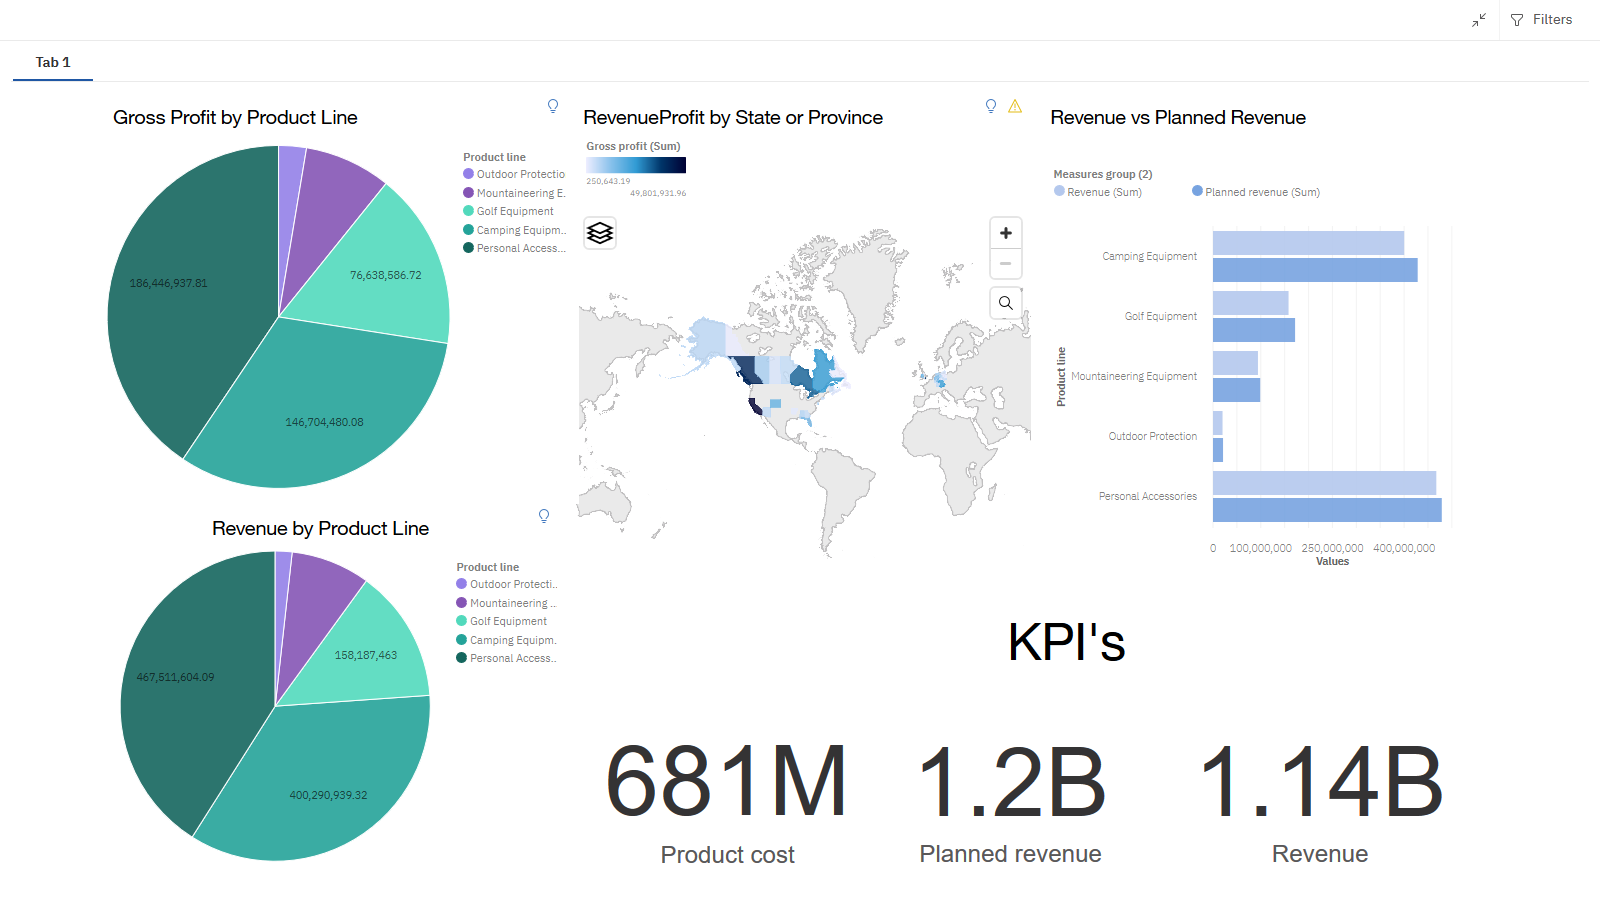 Filters
Tab 1
Gross Profit by Product Line
Product line
Outdoor Protectio
Mountaineering E.
Golf Equipment
Camping Equipm..
Personal Access...
186,446,937.81
76,638,586.72
146,704,480.08
Revenue by Product Line
Product line
Outdoor Protecti..
Mountaineering ...
Golf Equipment
Camping Equipm.
Personal Access..
158,187,463
467,511,604.09
400,290,939.32
RevenueProfit by State or Province
Gross profit (Sum)
250,643.19
49,801,931.96
Revenue vs Planned Revenue
Measures group (2)
Revenue (Sum)
Planned revenue (Sum)
Product line
Camping Equipment
Golf Equipment
Mountaineering Equipment
Outdoor Protection
Personal Accessories
0 100,000,000 250,000,000 400,000,000
Values
KPI's
681M
Product cost
1.2B
Planned revenue
1.14B
Revenue